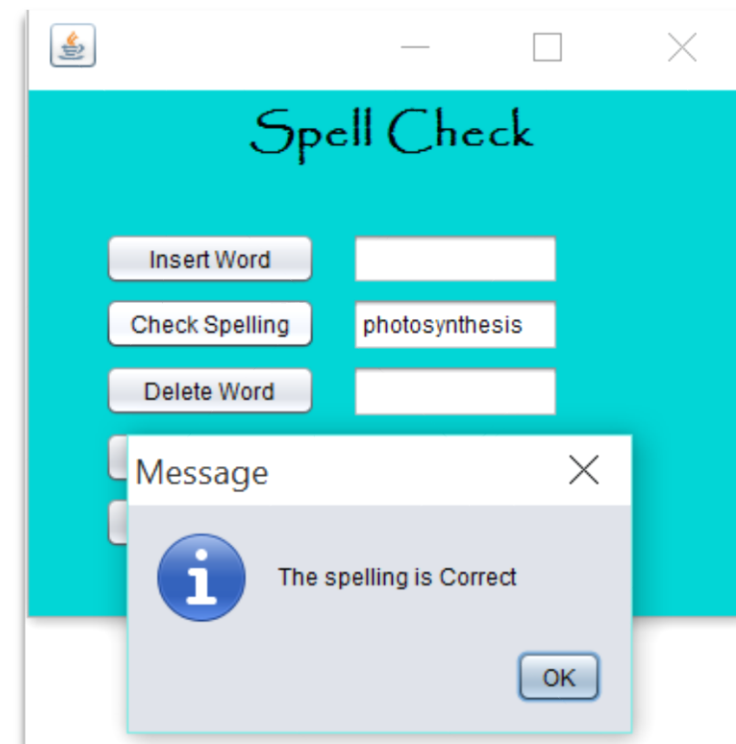 Spell Check
Insert Word
Check Spelling photosynthesis
Delete Word
Message
The spelling is Correct
OK